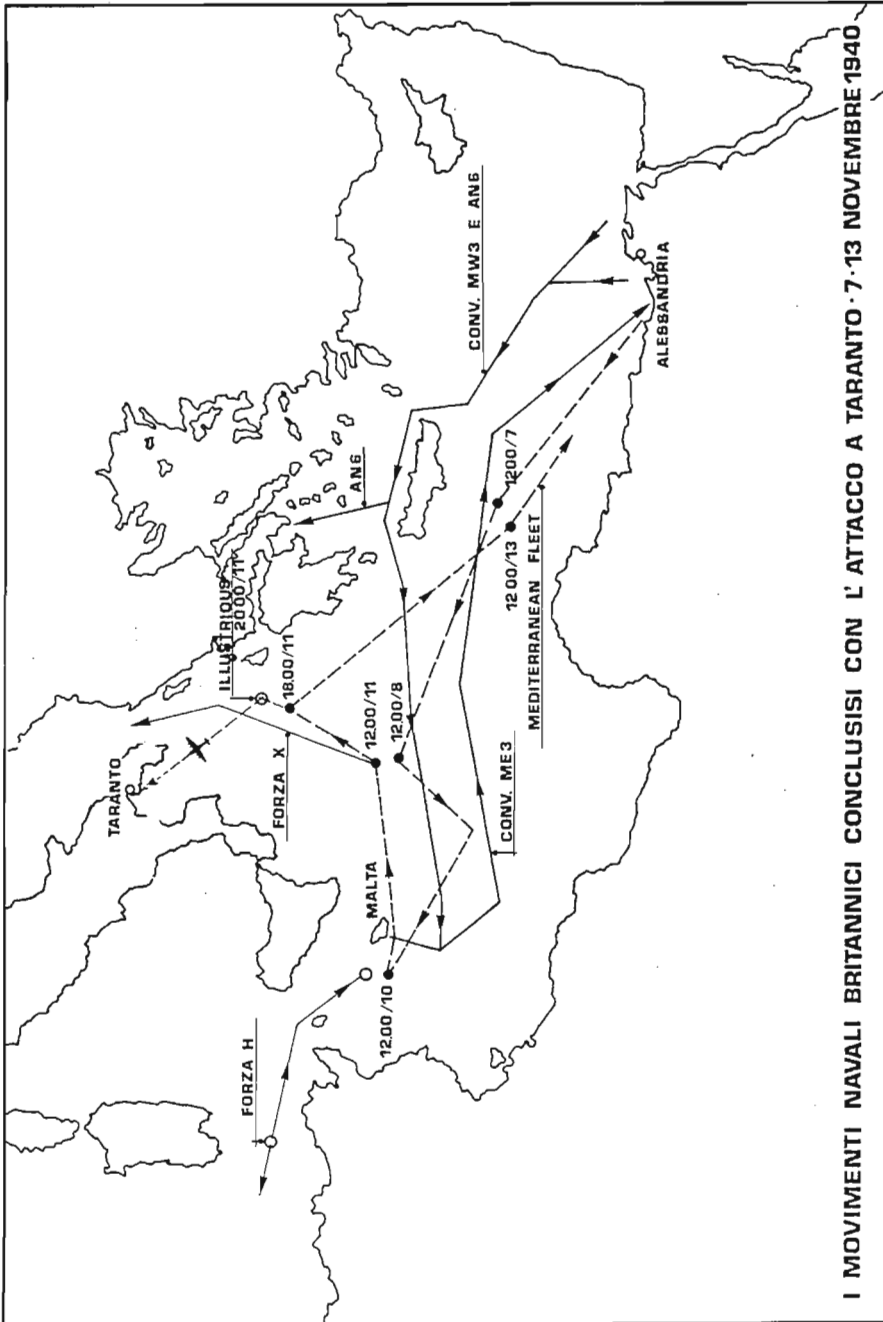 TARANTO
ILLUSTRIOUS
20.00/11
18.00/11
FORZA X
12.00/11
12.00/8
MALTA
FORZA H
12.00/10
CONV. ME3
AN6
CONV. MW3 E AN6
1200/7
12.00/13
MEDITERRANEAN FLEET
ALESSANDRIA
I MOVIMENTI NAVALI BRITANNICI CONCLUSISI CON L'ATTACCO A TARANTO · 7-13 NOVEMBRE 1940